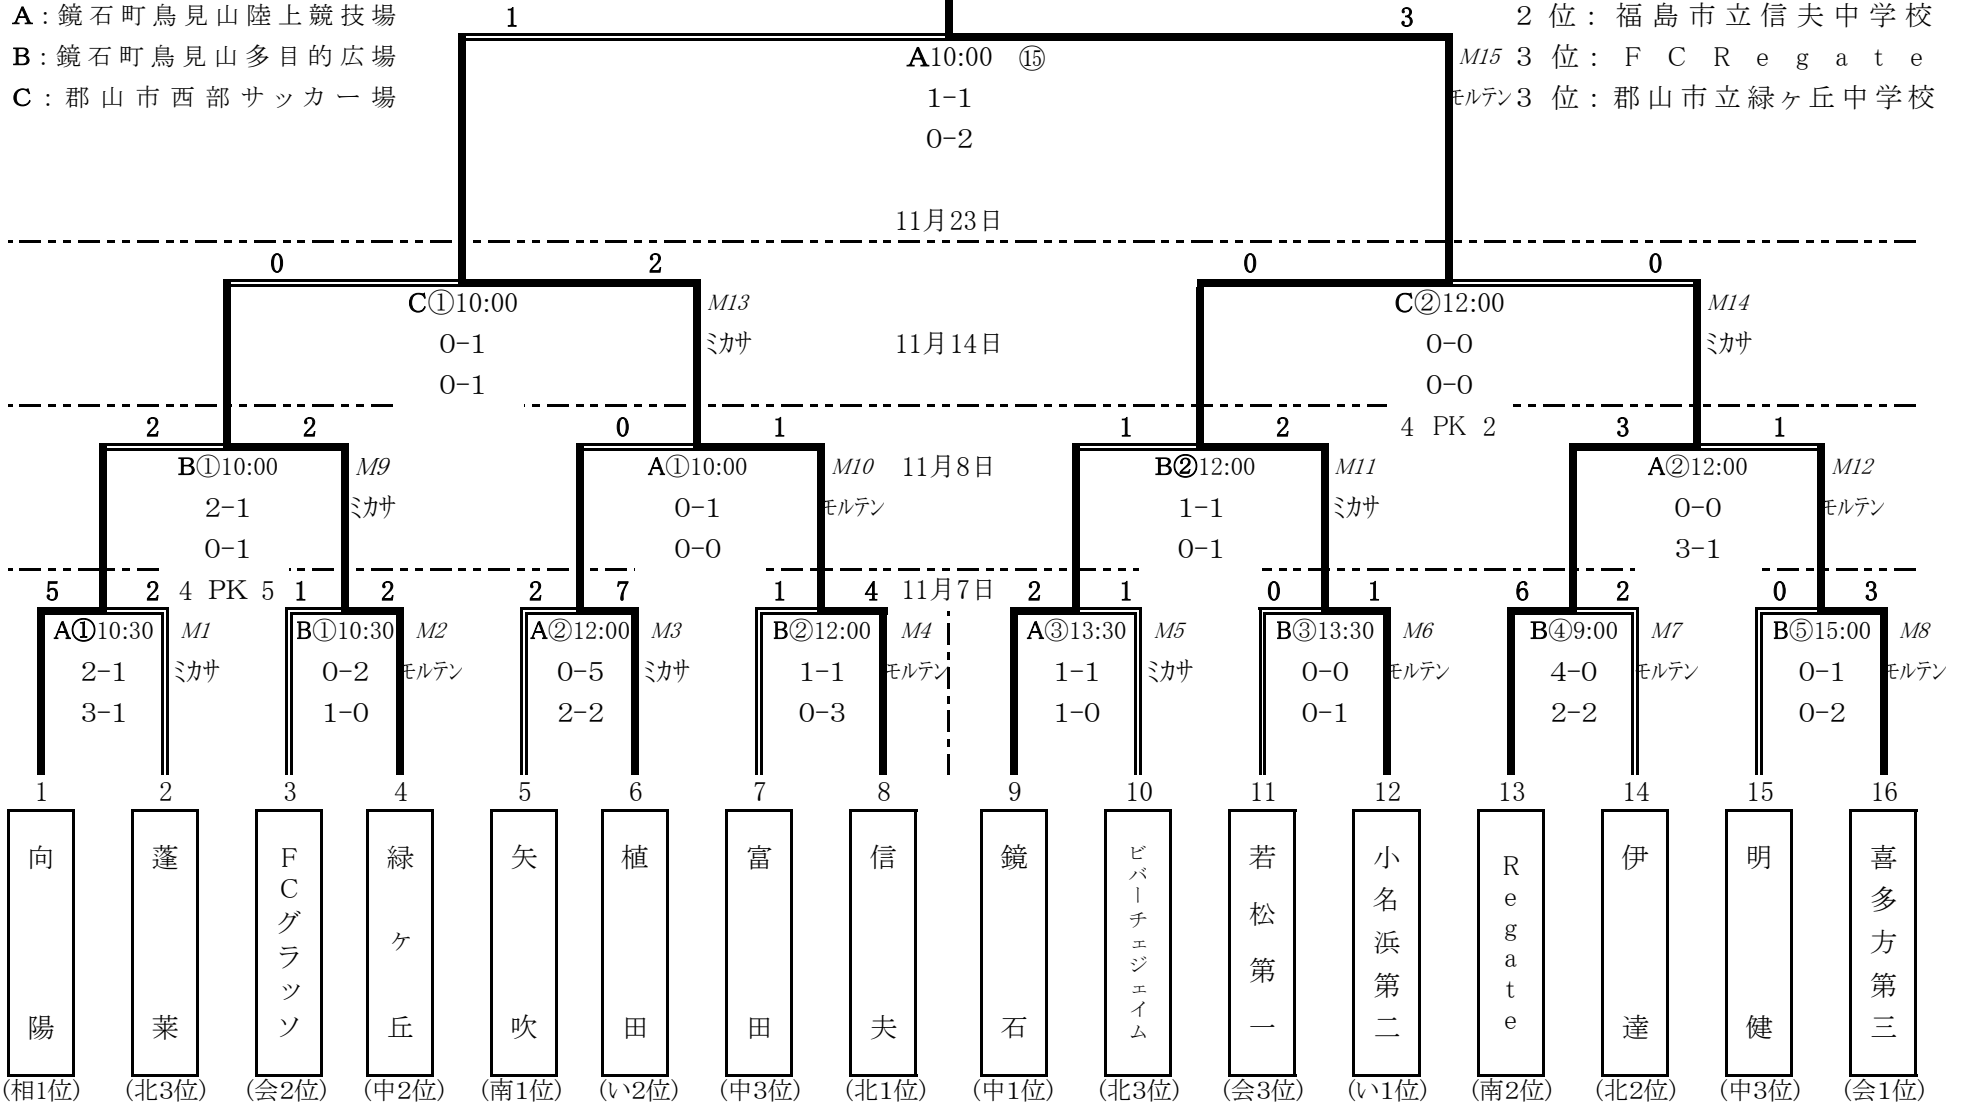 A：鏡石町鳥見山陸上競技場 1 3 2位：福島市立信夫中学校
B：鏡石町鳥見山多目的広場 A10:00 ⑮ M15 3位：FCRegate
C：郡山市西部サッカー場 1-1 モルテン 3位：郡山市立緑ヶ丘中学校
0-2
11月23日
0 2 0 0
C①10:00 M13 C②12:00 M14
0-1 ミカサ 11月14日 0-0 ミカサ
0-1 0-0
2 2 0 1 1 2 4 PK 2 3 1
B①10:00 M9 A①10:00 M10 11月8日 B②12:00 M11 A②12:00 M12
2-1 ミカサ 0-1 モルテン 1-1 ミカサ 0-0 モルテン
0-1 0-0 0-1 3-1
5 2 4 PK 5 1 2 2 7 1 4 11月7日 2 1 0 1 6 2 0 3
A①10:30 M1 B①10:30 M2 A②12:00 M3 B②12:00 M4 A③13:30 M5 B③13:30 M6 B④9:00 M7 B⑤15:00 M8
2-1 ミカサ 0-2 モルテン 0-5 ミカサ 1-1 モルテン 1-1 ミカサ 0-0 モルテン 4-0 モルテン 0-1 モルテン
3-1 1-0 2-2 0-3 1-0 0-1 2-2 0-2
1 2 3 4 5 6 7 8 9 10 11 12 13 14 15 16
向陽
蓬莱
FCグラッソ
緑ヶ丘
矢吹
植田
富田
信夫
鏡石
ビバーチェジェイム
若松第一
小名浜第二
Regate
伊達
明健
喜多方第三
(相1位) (北3位) (会2位) (中2位) (南1位) (い2位) (中3位) (北1位) (中1位) (北3位) (会3位) (い1位) (南2位) (北2位) (中3位) (会1位)